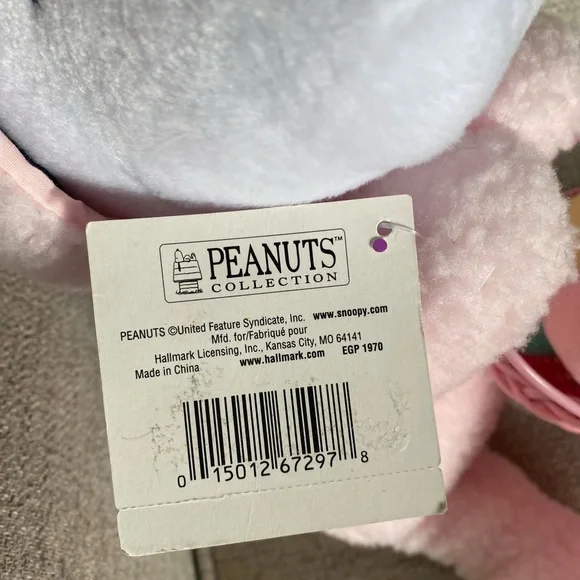 PEANUTS™
COLLECTION
PEANUTS ©United Feature Syndicate, Inc. www.snoopy.com
Mfd. for/Fabriqué pour
Hallmark Licensing, Inc., Kansas City, MO 64141
Made in China www.hallmark.com EGP 1970
0 15012 67297 8